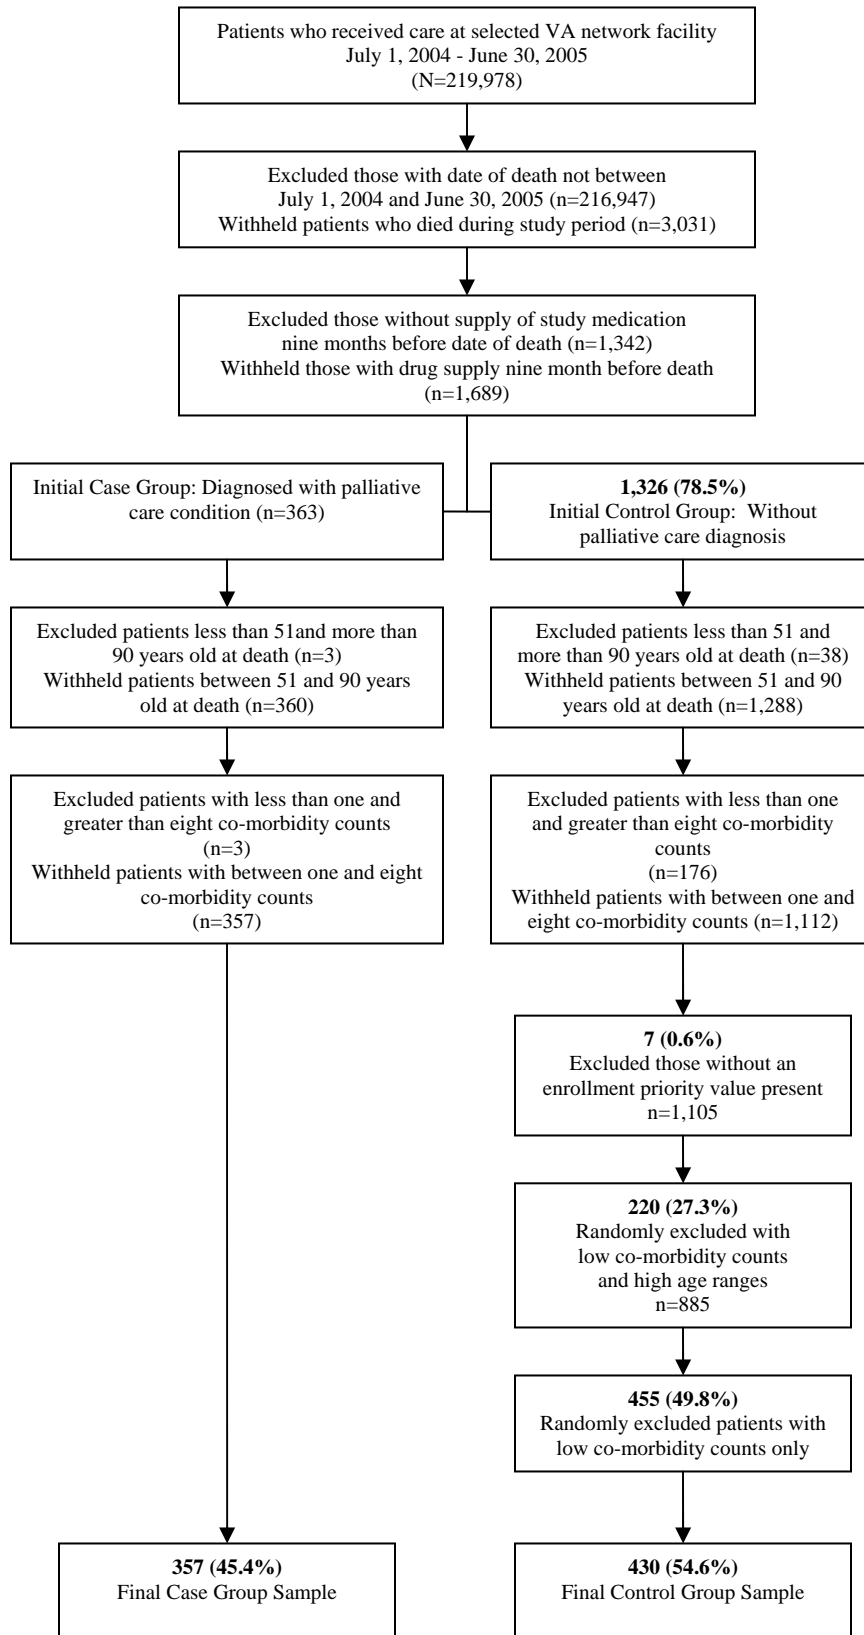 Patients who received care at selected VA network facility
July 1, 2004 - June 30, 2005
(N=219,978)
Excluded those with date of death not between
July 1, 2004 and June 30, 2005 (n=216,947)
Withheld patients who died during study period (n=3,031)
Excluded those without supply of study medication
nine months before date of death (n=1,342)
Withheld those with drug supply nine month before death
(n=1,689)
Initial Case Group: Diagnosed with palliative
care condition (n=363)
1,326 (78.5%)
Initial Control Group: Without
palliative care diagnosis
Excluded patients less than 51and more than
90 years old at death (n=3)
Withheld patients between 51 and 90 years
old at death (n=360)
Excluded patients less than 51 and
more than 90 years old at death (n=38)
Withheld patients between 51 and 90
years old at death (n=1,288)
Excluded patients with less than one and
greater than eight co-morbidity counts
(n=3)
Withheld patients with between one and eight
co-morbidity counts
(n=357)
Excluded patients with less than one
and greater than eight co-morbidity
counts
(n=176)
Withheld patients with between one and
eight co-morbidity counts (n=1,112)
7 (0.6%)
Excluded those without an
enrollment priority value present
n=1,105
220 (27.3%)
Randomly excluded with
low co-morbidity counts
and high age ranges
n=885
455 (49.8%)
Randomly excluded patients with
low co-morbidity counts only
357 (45.4%)
Final Case Group Sample
430 (54.6%)
Final Control Group Sample